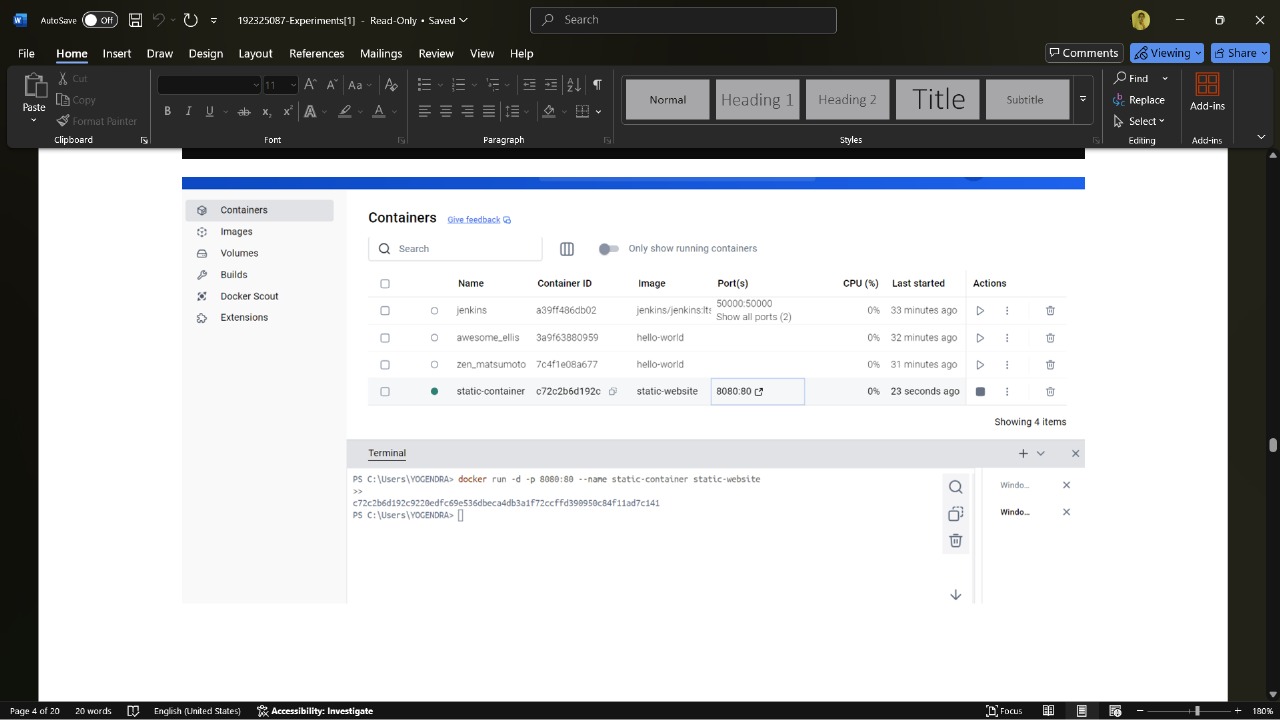 AutoSave Off 192325087-Experiments[1] - Protected View • Saved Search
File Home Insert Draw Design Layout References Mailings Review View Help Comments Viewing Share
Paste Cut Copy Format Painter
11 Aa
B I U ab x₂ x² A A
Normal Heading 1 Heading 2 Title Subtitle
Find Replace Select
Add-ins
Clipboard Font Paragraph Styles Editing Add-ins
Containers
Images
Volumes
Builds
Docker Scout
Extensions
Containers Give feedback
Search Only show running containers
Name Container ID Image Port(s) CPU (%) Last started Actions
jenkins a39ff486db02 jenkins/jenkins:lts 50000:50000 Show all ports (2) 0% 33 minutes ago
awesome_ellis 3a9f63880959 hello-world 0% 32 minutes ago
zen_matsumoto 7c4f1e08a677 hello-world 0% 31 minutes ago
static-container c72c2b6d192c static-website 8080:80 0% 23 seconds ago
Showing 4 items
Terminal
PS C:\Users\YOGENDRA> docker run -d -p 8080:80 --name static-container static-website
>>
c72c2b6d192c9220edfc69e536dbeca4db3a1f72ccffd390950c84f11ad7c141
PS C:\Users\YOGENDRA>
Windo...
Windo...
Page 4 of 20 20 words English (United States) Accessibility: Investigate Focus 180%